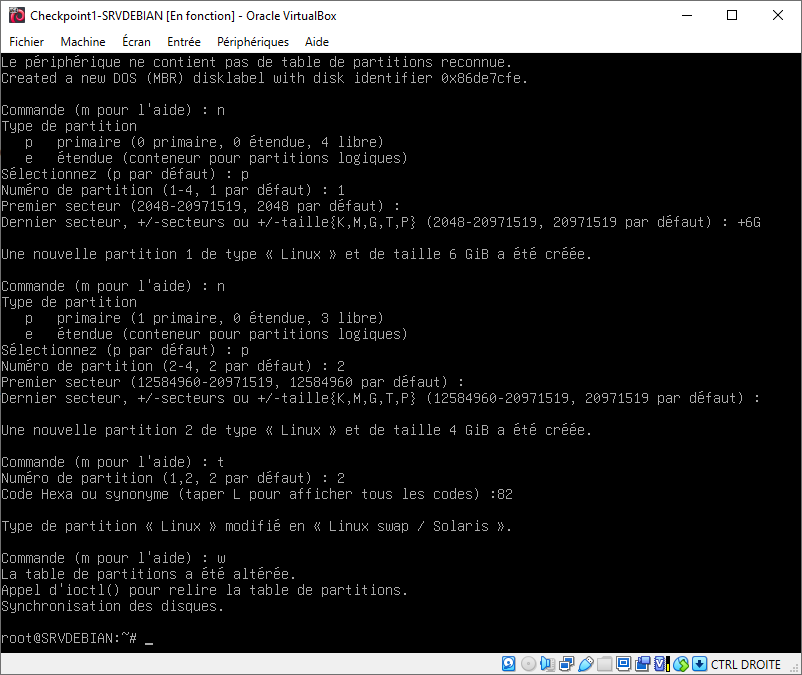 Checkpoint1-SRVDEBIAN [En fonction] - Oracle VirtualBox
Fichier Machine Écran Entrée Périphériques Aide
Le périphérique ne contient pas de table de partitions reconnue.
Created a new DOS (MBR) disklabel with disk identifier 0x86de7cfe.
Commande (m pour l'aide) : n
Type de partition
p primaire (0 primaire, 0 étendue, 4 libre)
e étendue (conteneur pour partitions logiques)
Sélectionnez (p par défaut) : p
Numéro de partition (1-4, 1 par défaut) : 1
Premier secteur (2048-20971519, 2048 par défaut) :
Dernier secteur, +/-secteurs ou +/-taille{K,M,G,T,P} (2048-20971519, 20971519 par défaut) : +6G
Une nouvelle partition 1 de type « Linux » et de taille 6 GiB a été créée.
Commande (m pour l'aide) : n
Type de partition
p primaire (1 primaire, 0 étendue, 3 libre)
e étendue (conteneur pour partitions logiques)
Sélectionnez (p par défaut) : p
Numéro de partition (2-4, 2 par défaut) : 2
Premier secteur (12584960-20971519, 12584960 par défaut) :
Dernier secteur, +/-secteurs ou +/-taille{K,M,G,T,P} (12584960-20971519, 20971519 par défaut) :
Une nouvelle partition 2 de type « Linux » et de taille 4 GiB a été créée.
Commande (m pour l'aide) : t
Numéro de partition (1,2, 2 par défaut) : 2
Code Hexa ou synonyme (taper L pour afficher tous les codes) :82
Type de partition « Linux » modifié en « Linux swap / Solaris ».
Commande (m pour l'aide) : w
La table de partitions a été altérée.
Appel d'ioctl() pour relire la table de partitions.
Synchronisation des disques.
root@SRVDEBIAN:~# _
CTRL DROITE